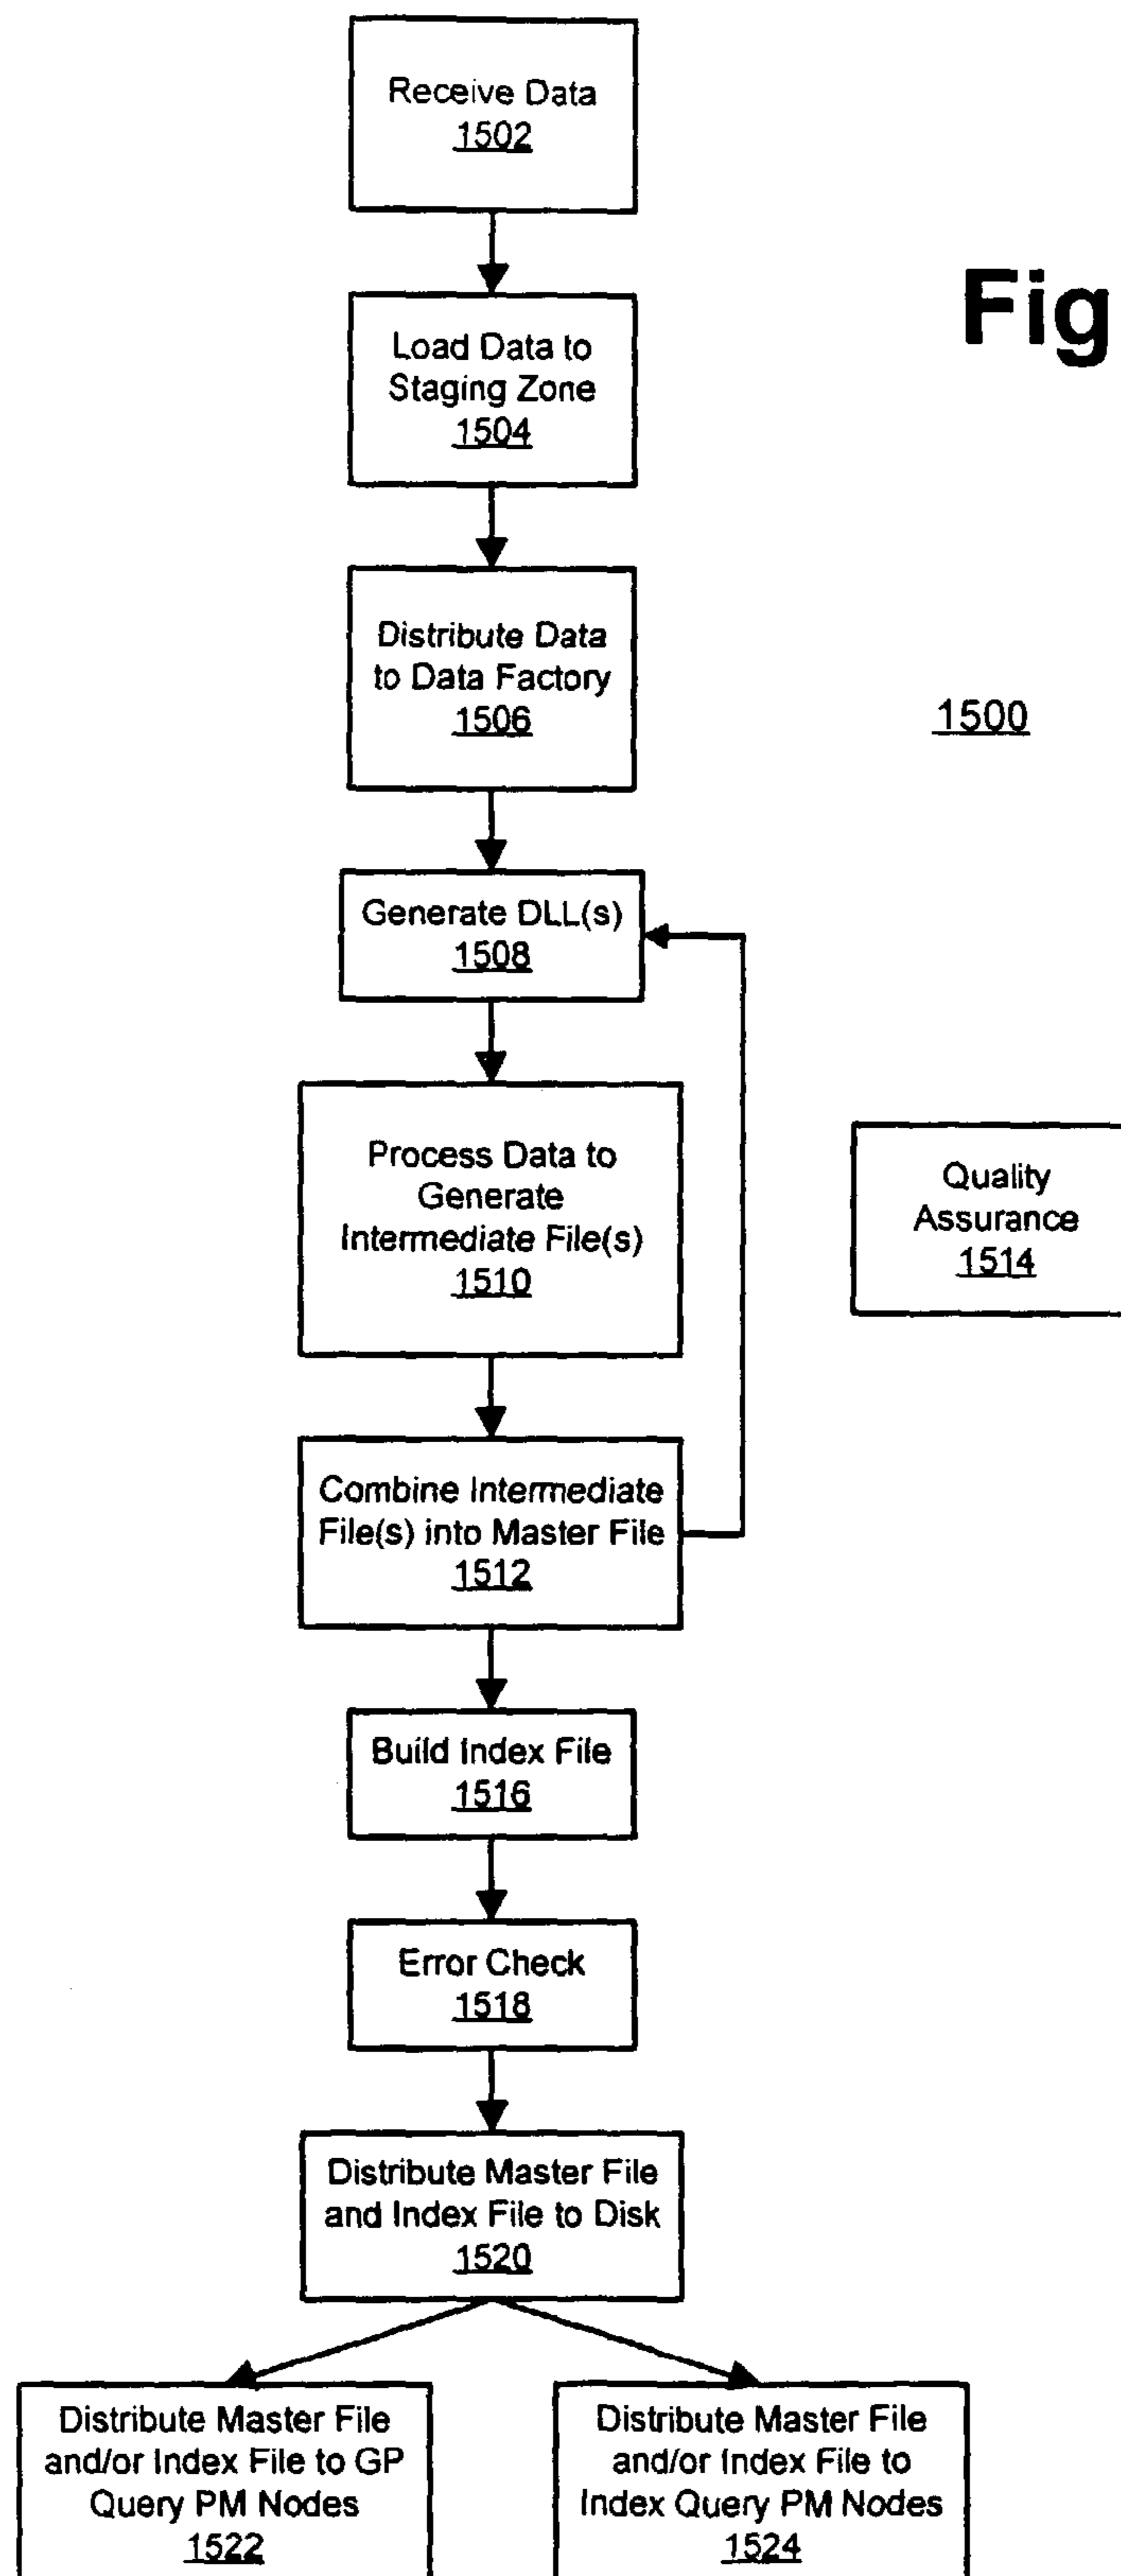 Receive Data
1502
Fig
Load Data to
Staging Zone
1504
Distribute Data
to Data Factory
1506
1500
Generate DLL(s)
1508
Process Data to
Generate
Intermediate File(s)
1510
Quality
Assurance
1514
Combine Intermediate
File(s) into Master File
1512
Build Index File
1516
Error Check
1518
Distribute Master File
and Index File to Disk
1520
Distribute Master File
and/or Index File to GP
Query PM Nodes
1522
Distribute Master File
and/or Index File to
Index Query PM Nodes
1524